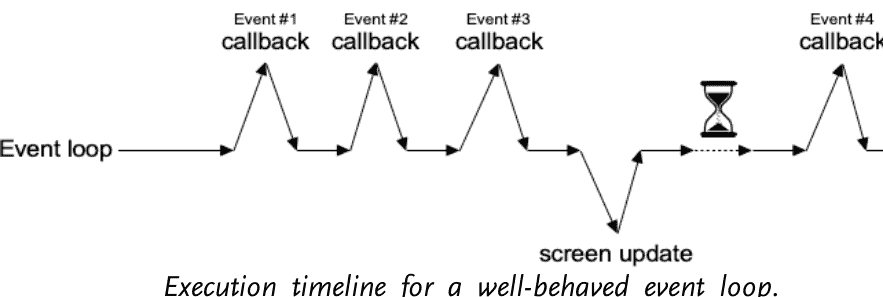 Event #1 Event #2 Event #3 Event #4
callback callback callback callback
Event loop
screen update
Execution timeline for a well-behaved event loop.